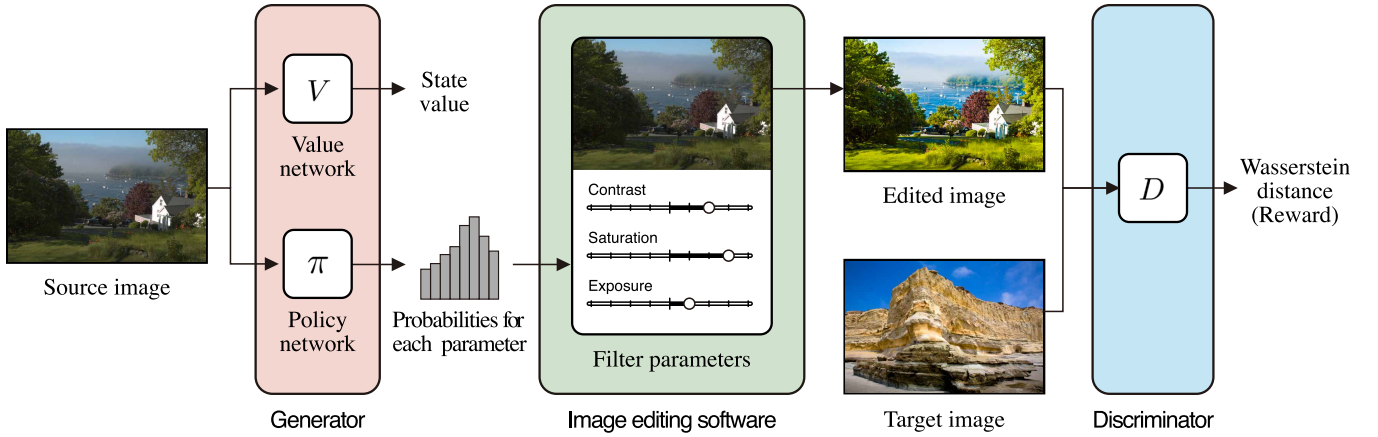 Source image
V
Value
network
State
value
π
Policy
network
Probabilities for
each parameter
Generator
Contrast
Saturation
Exposure
Filter parameters
Image editing software
Edited image
Target image
D
Discriminator
Wasserstein
distance
(Reward)